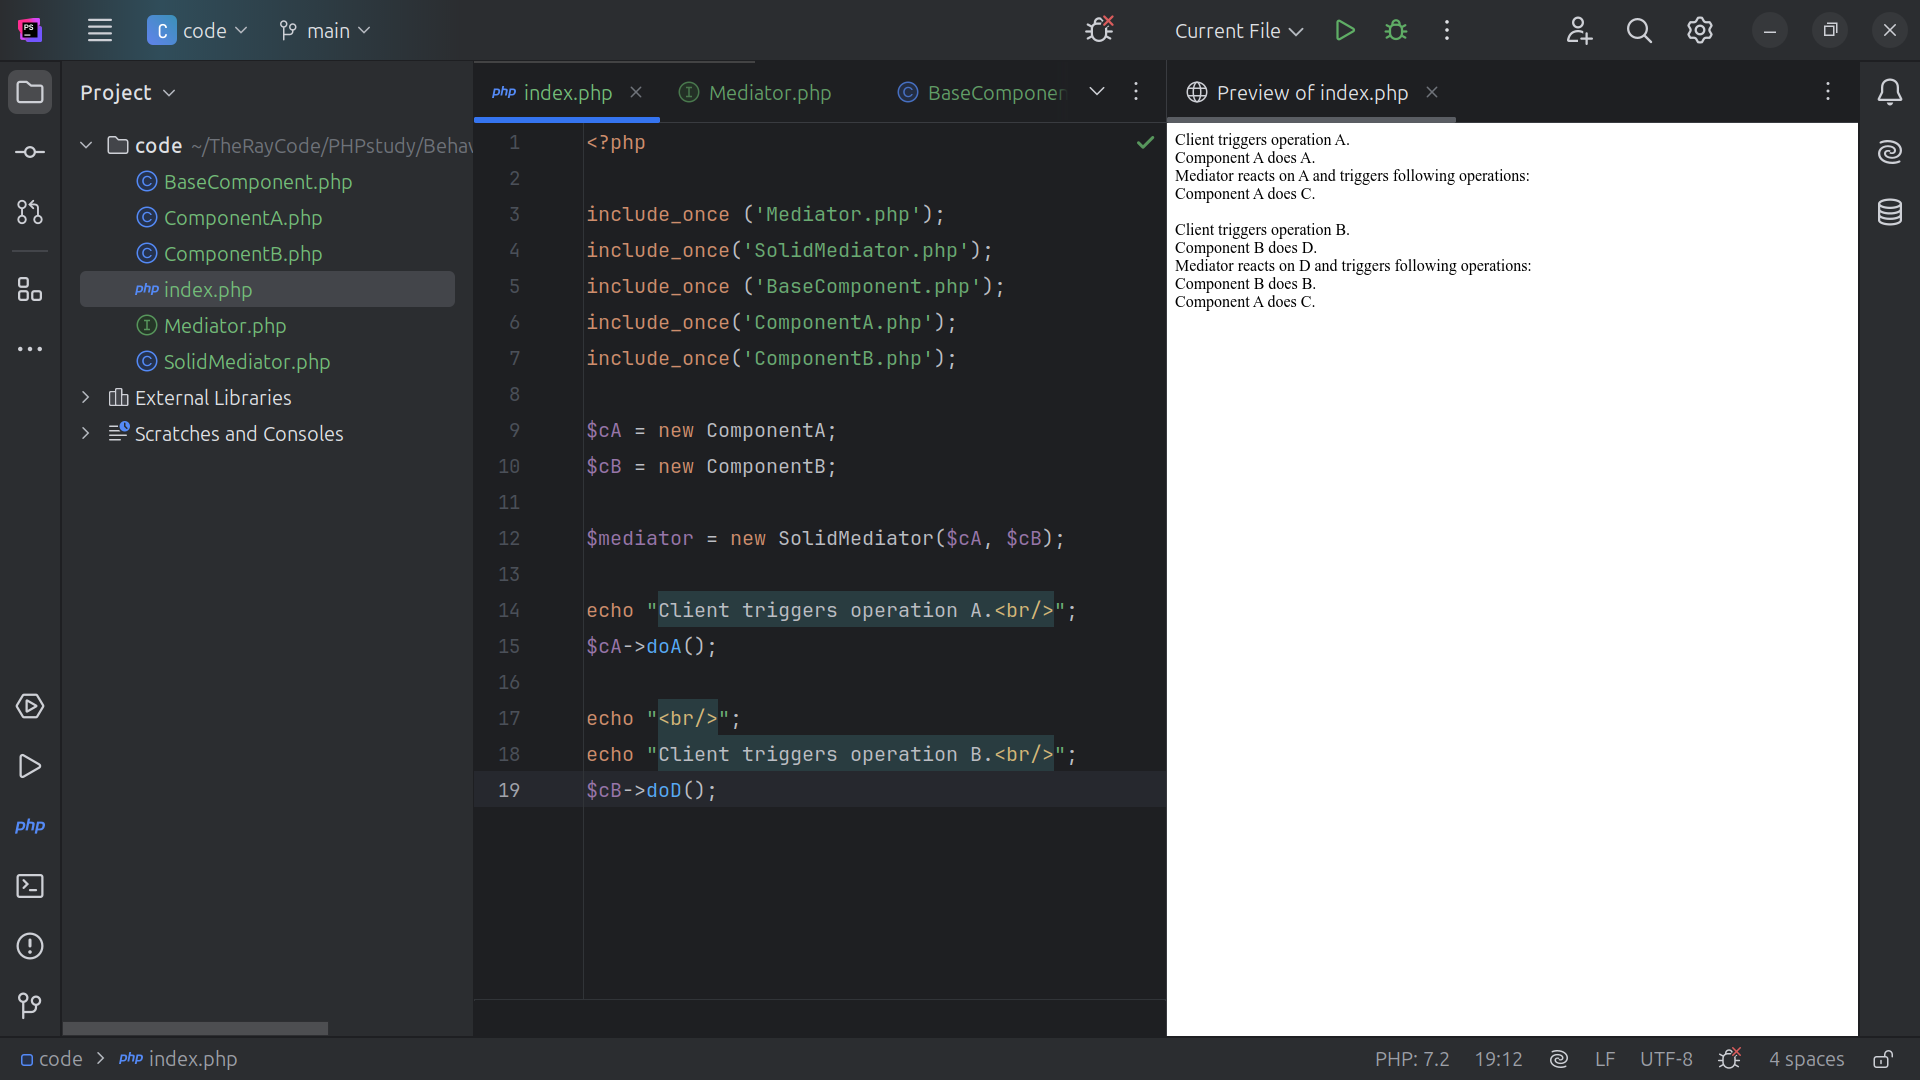 PS
C code
main
Current File
Project
php index.php
Mediator.php
BaseComponen
Preview of index.php
code ~/TheRayCode/PHPstudy/Behav
BaseComponent.php
ComponentA.php
ComponentB.php
php index.php
Mediator.php
SolidMediator.php
External Libraries
Scratches and Consoles
1 <?php
2
3 include_once ('Mediator.php');
4 include_once('SolidMediator.php');
5 include_once ('BaseComponent.php');
6 include_once('ComponentA.php');
7 include_once('ComponentB.php');
8
9 $cA = new ComponentA;
10 $cB = new ComponentB;
11
12 $mediator = new SolidMediator($cA, $cB);
13
14 echo "Client triggers operation A.<br/>";
15 $cA->doA();
16
17 echo "<br/>";
18 echo "Client triggers operation B.<br/>";
19 $cB->doD();
Client triggers operation A.
Component A does A.
Mediator reacts on A and triggers following operations:
Component A does C.
Client triggers operation B.
Component B does D.
Mediator reacts on D and triggers following operations:
Component B does B.
Component A does C.
php
code > php index.php
PHP: 7.2
19:12
LF
UTF-8
4 spaces